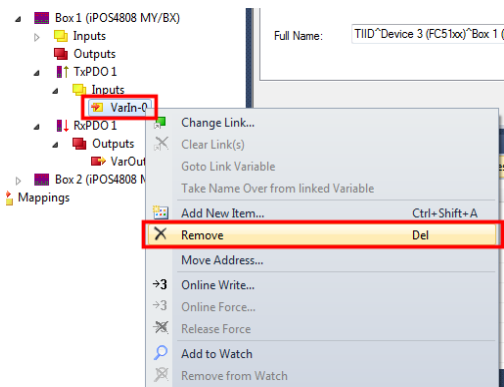 Box 1 (iPOS4808 MY/BX)
Inputs
Outputs
TxPDO 1
Inputs
VarIn-0
RxPDO 1
Outputs
VarOut
Box 2 (iPOS4808 M
Mappings
Full Name: TIID^Device 3 (FC51xx)^Box 1 (
Change Link...
Clear Link(s)
Goto Link Variable
Take Name Over from linked Variable
Add New Item... Ctrl+Shift+A
Remove Del
Move Address...
Online Write...
Online Force...
Release Force
Add to Watch
Remove from Watch